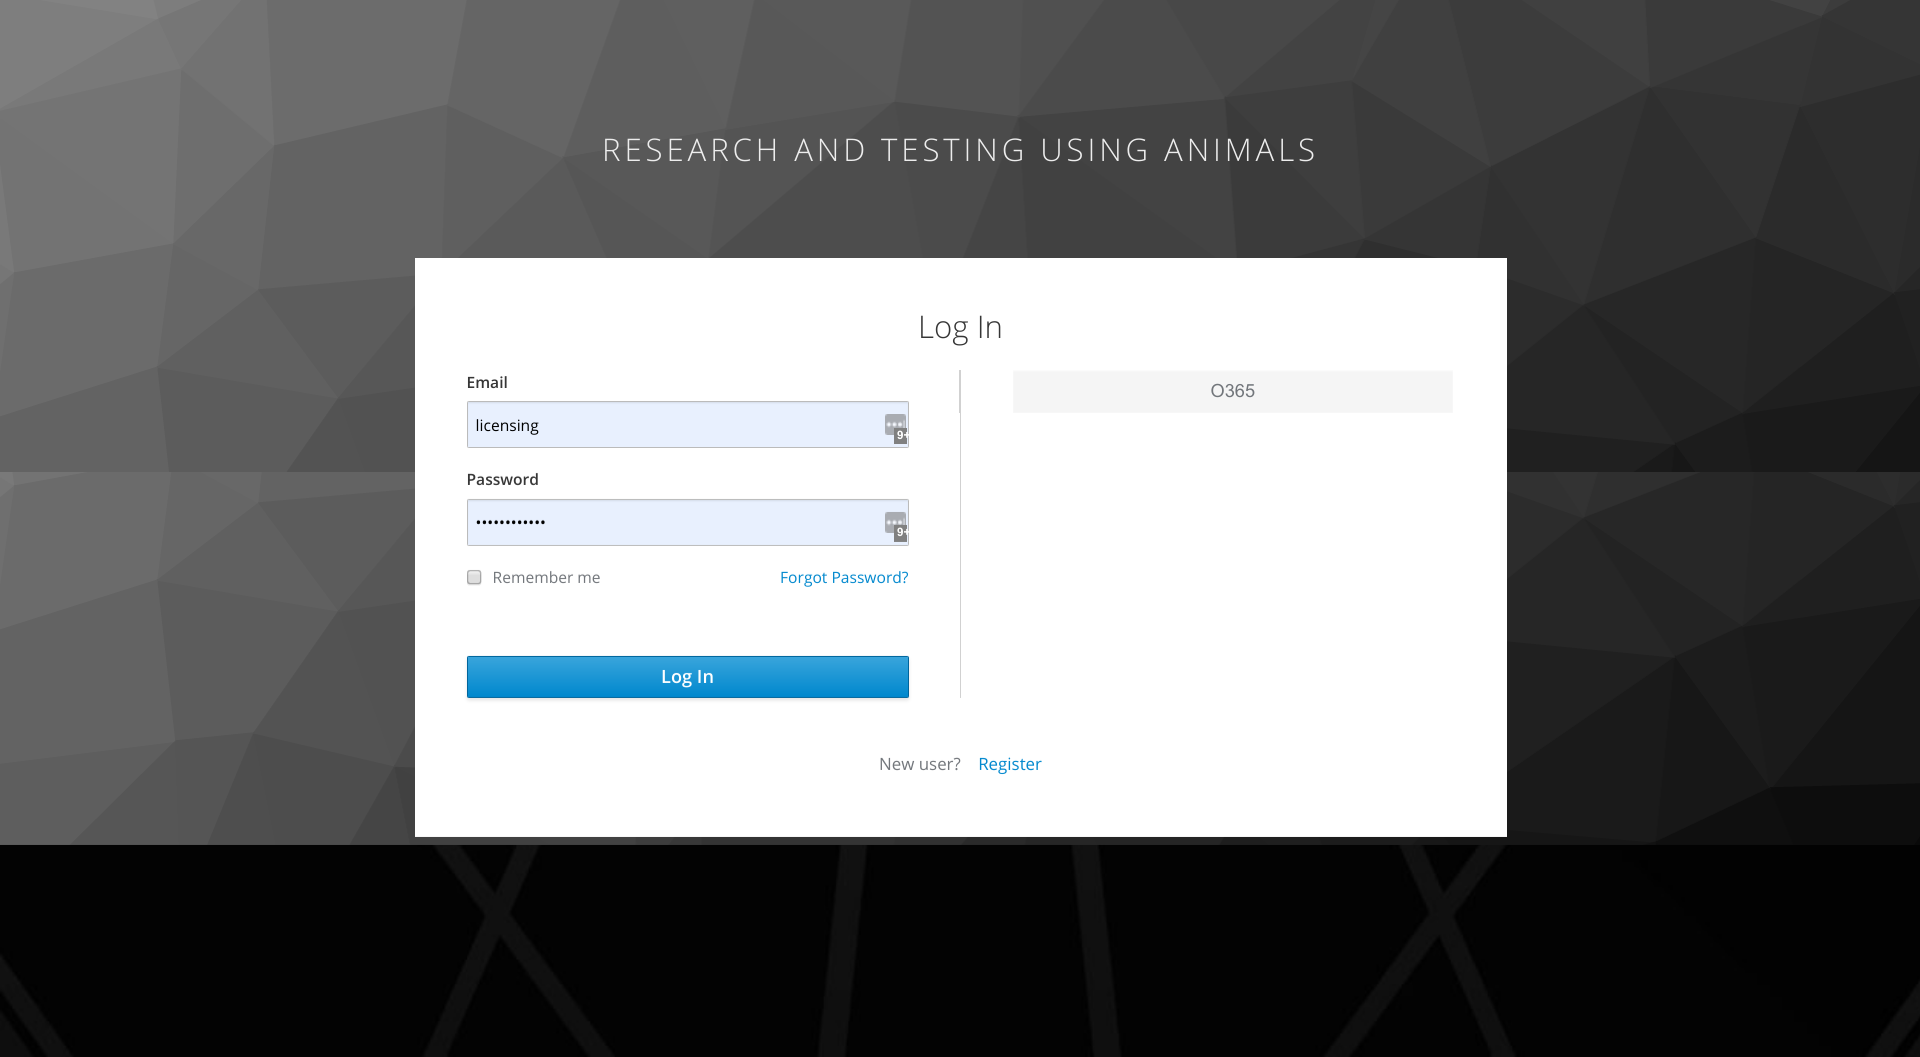 RESEARCH AND TESTING USING ANIMALS
Log In
Email
licensing
Password
••••••••••••
Remember me
Forgot Password?
Log In
O365
New user? Register